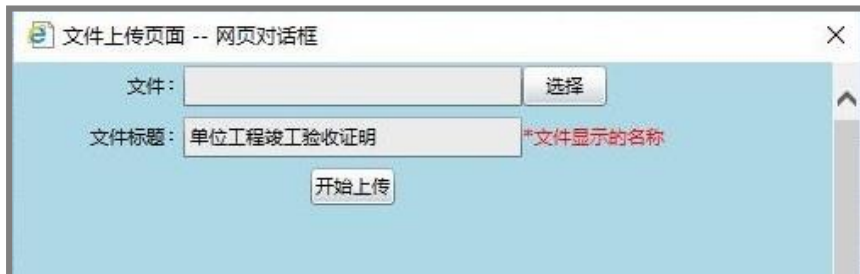 文件上传页面 -- 网页对话框
文件： 选择
文件标题： 单位工程竣工验收证明 *文件显示的名称
开始上传